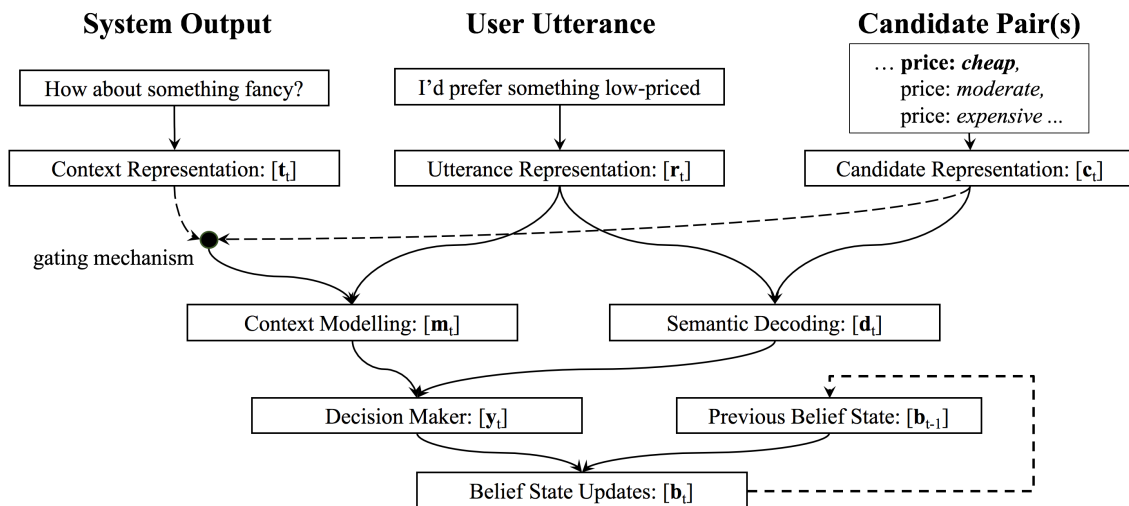 System Output
User Utterance
Candidate Pair(s)
How about something fancy?
I'd prefer something low-priced
… price: cheap,
price: moderate,
price: expensive ...
Context Representation: [tt]
Utterance Representation: [rt]
Candidate Representation: [ct]
gating mechanism
Context Modelling: [mt]
Semantic Decoding: [dt]
Decision Maker: [yt]
Previous Belief State: [bt-1]
Belief State Updates: [bt]